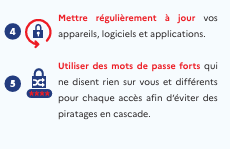 4
Mettre régulièrement à jour vos
appareils, logiciels et applications.
5
Utiliser des mots de passe forts qui
ne disent rien sur vous et différents
pour chaque accès afin d'éviter des
piratages en cascade.